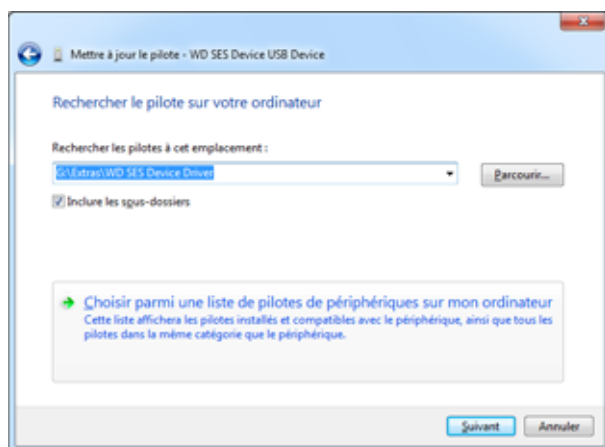 Mettre à jour le pilote - WD SES Device USB Device
Rechercher le pilote sur votre ordinateur
Rechercher les pilotes à cet emplacement :
G:\Extras\WD SES Device Driver
Parcourir...
Inclure les sous-dossiers
Choisir parmi une liste de pilotes de périphériques sur mon ordinateur
Cette liste affichera les pilotes installés et compatibles avec le périphérique, ainsi que tous les
pilotes dans la même catégorie que le périphérique.
Suivant
Annuler